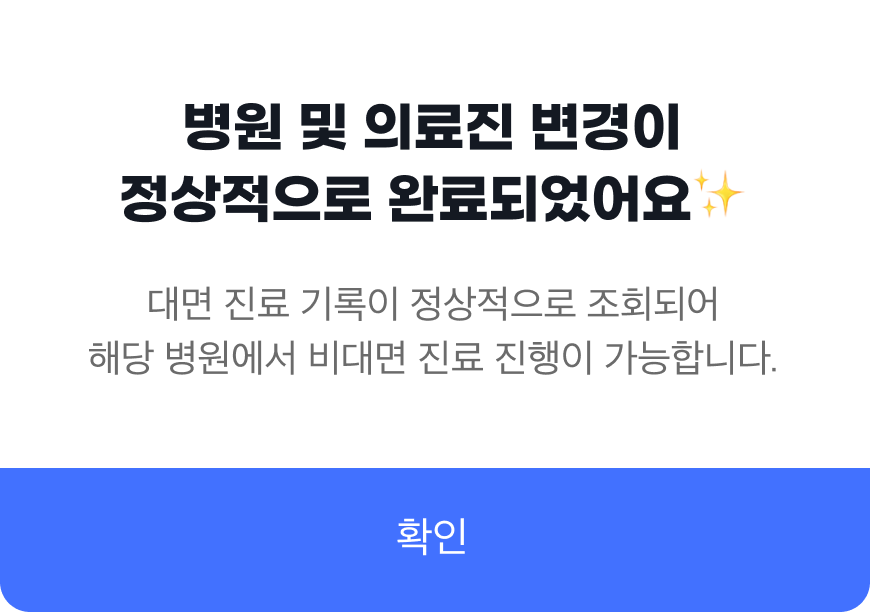 병원 및 의료진 변경이
정상적으로 완료되었어요✨
대면 진료 기록이 정상적으로 조회되어
해당 병원에서 비대면 진료 진행이 가능합니다.
확인